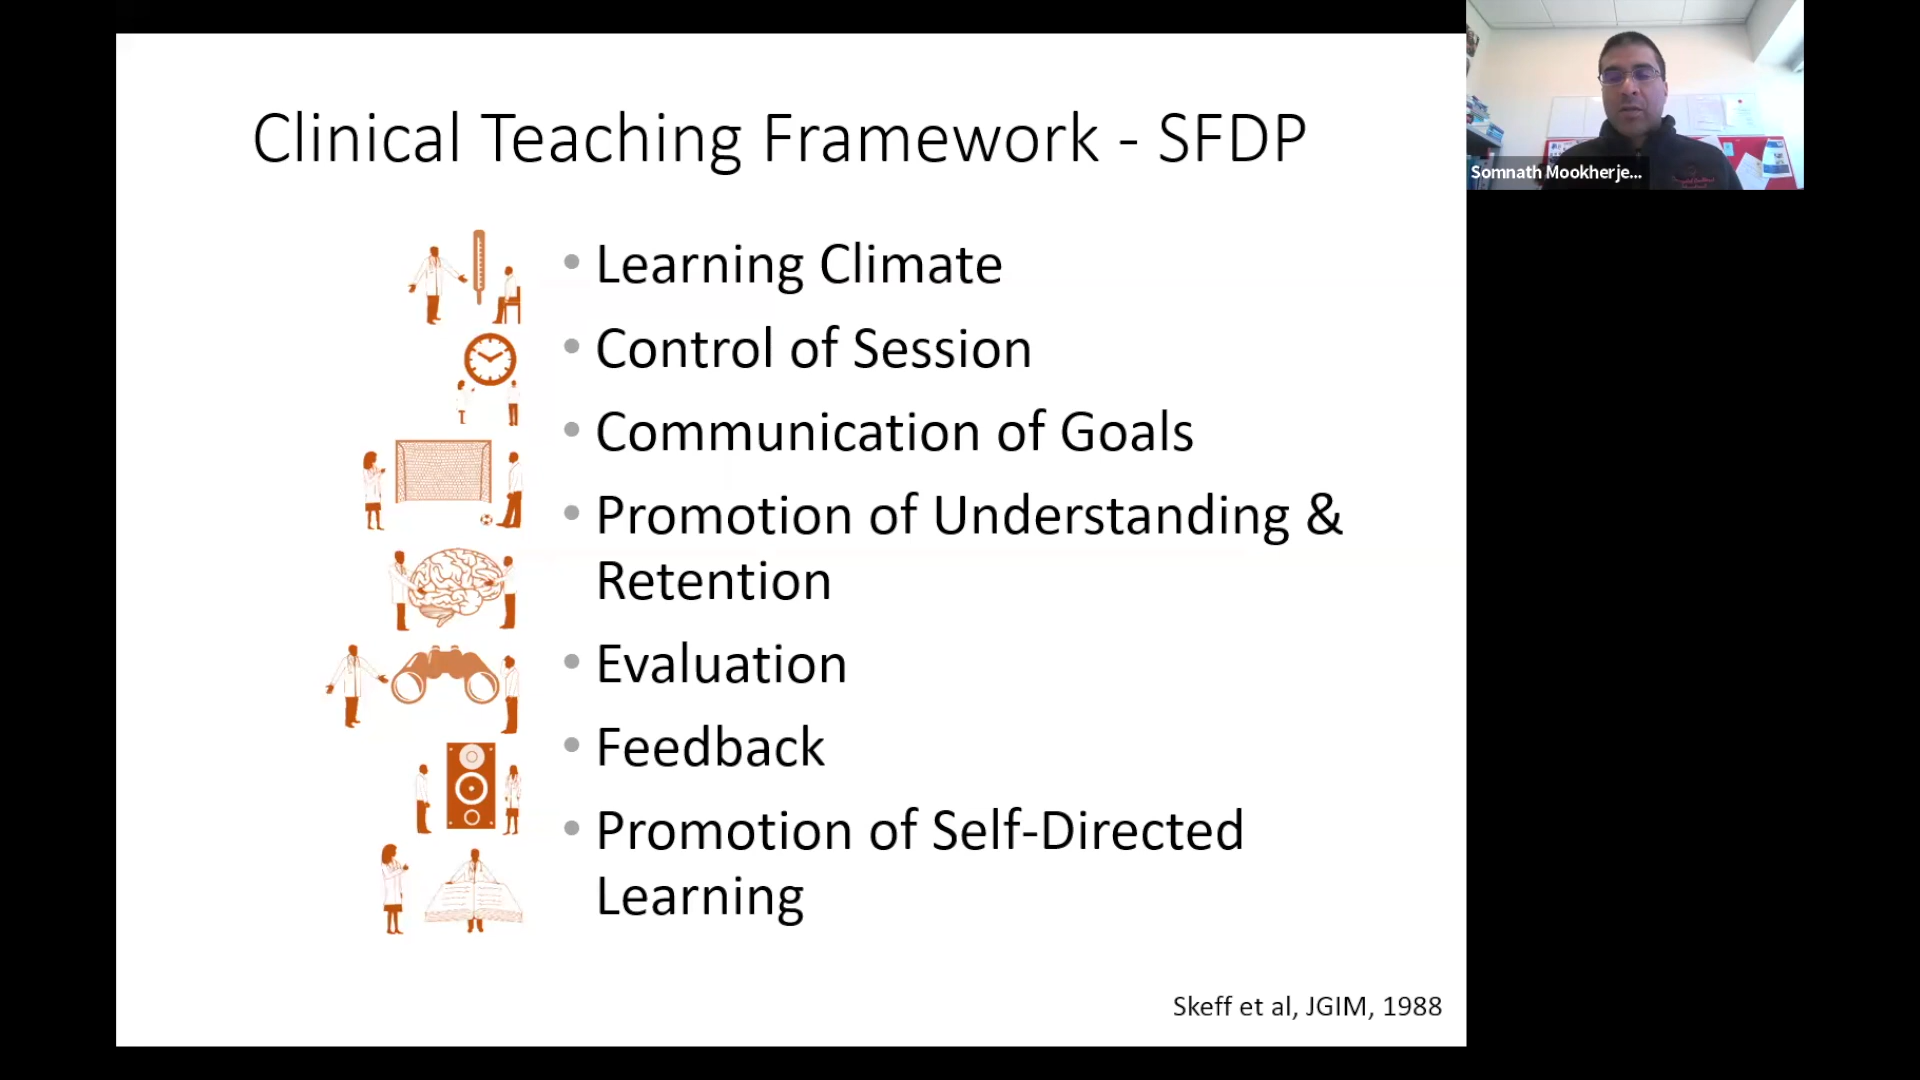 Clinical Teaching Framework - SFDP
• Learning Climate
• Control of Session
• Communication of Goals
• Promotion of Understanding &
Retention
• Evaluation
• Feedback
• Promotion of Self-Directed
Learning
Skeff et al, JGIM, 1988
Somnath Mookherje...